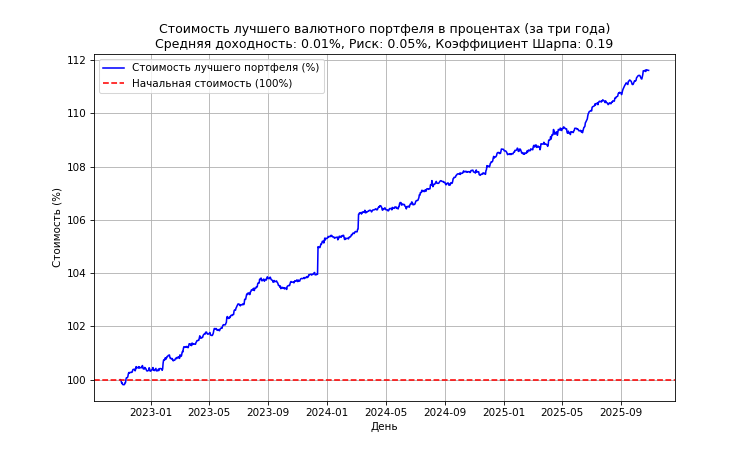 Стоимость лучшего валютного портфеля в процентах (за три года)
Средняя доходность: 0.01%, Риск: 0.05%, Коэффициент Шарпа: 0.19
Стоимость лучшего портфеля (%)
Начальная стоимость (100%)
Стоимость (%)
112
110
108
106
104
102
100
2023-01 2023-05 2023-09 2024-01 2024-05 2024-09 2025-01 2025-05 2025-09
День